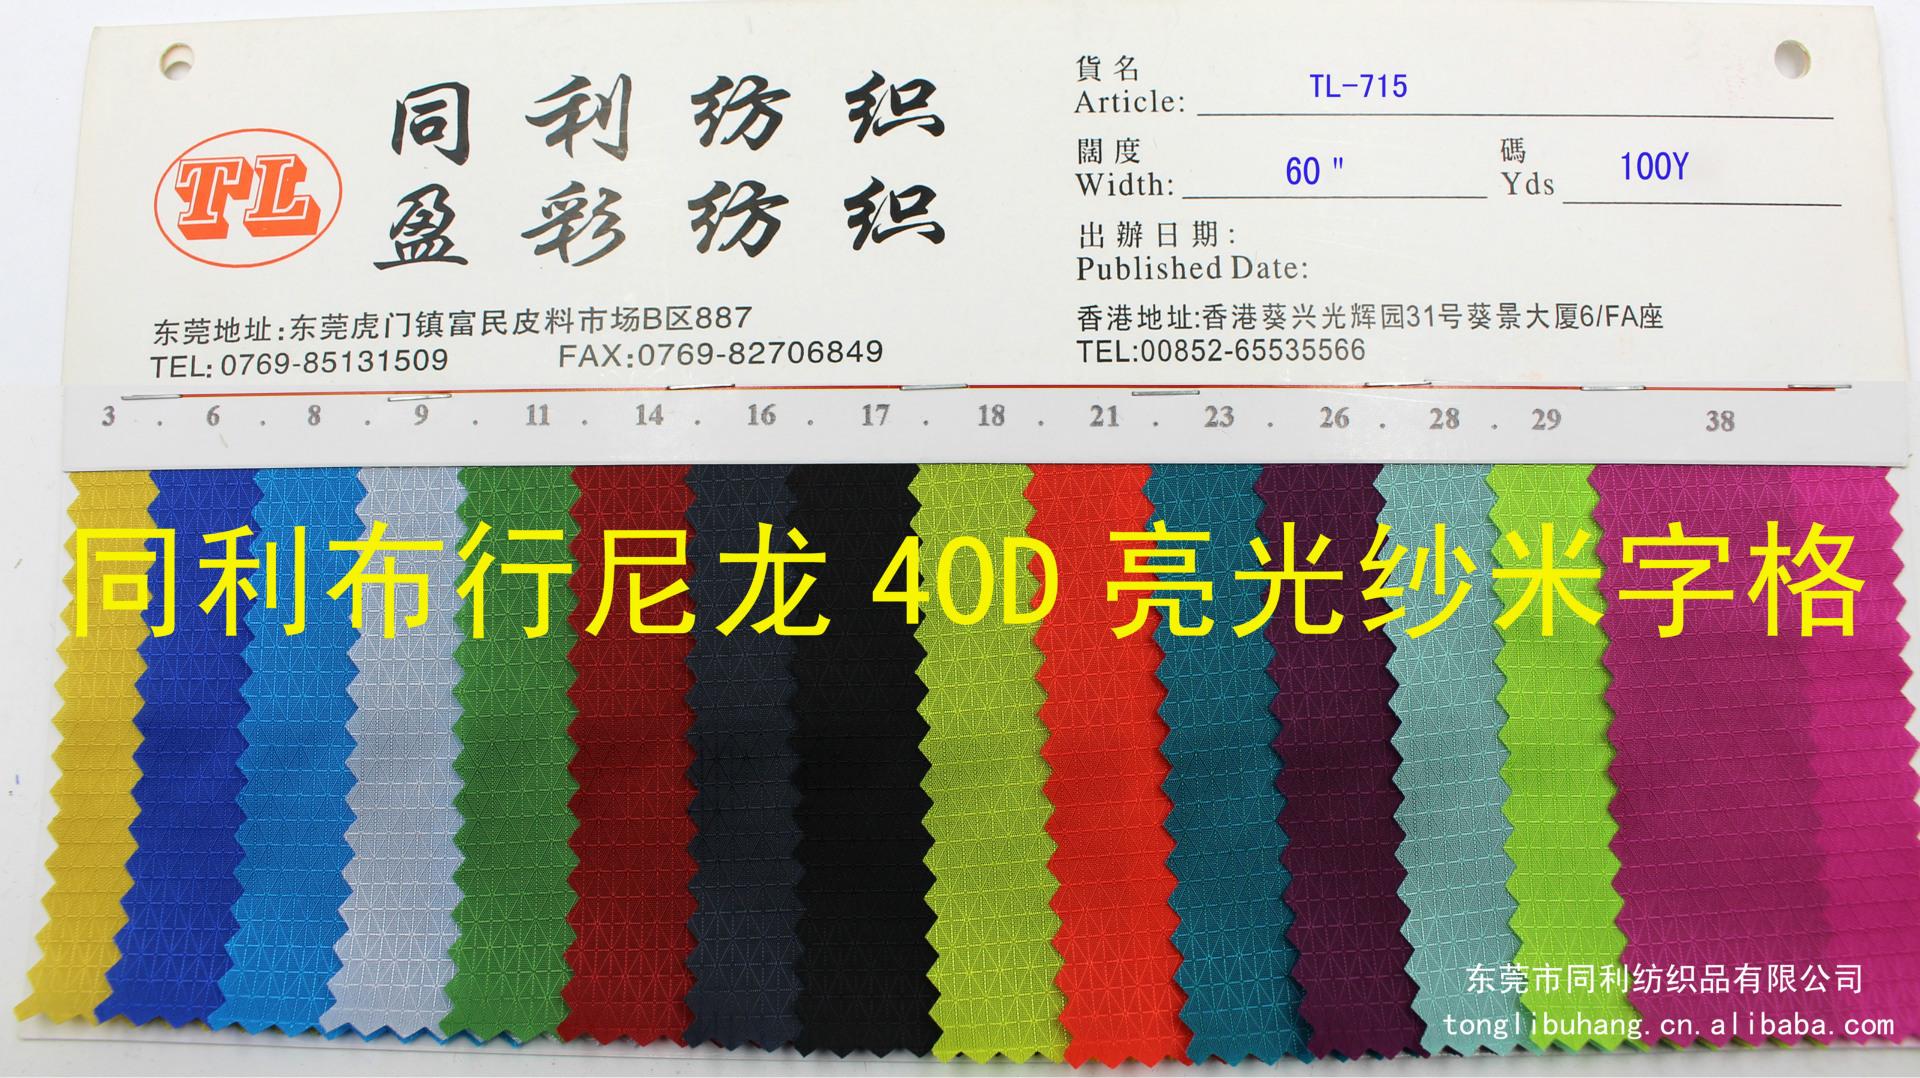 TL
同利纺织
盈彩纺织
东莞地址:东莞虎门镇富民皮料市场B区887
TEL:0769-85131509 FAX:0769-82706849
貨名
Article: TL-715
闊度 碼
Width: 60" Yds 100Y
出辦日期:
Published Date:
香港地址:香港葵兴光辉园31号葵景大厦6/FA座
TEL:00852-65535566
3 . 6 . 8 . 9 . 11 . 14 . 16 . 17 . 18 . 21 . 23 . 26 . 28 . 29 38
同利布行尼龙40D亮光纱米字格
东莞市同利纺织品有限公司
tonglibuhang.cn.alibaba.com